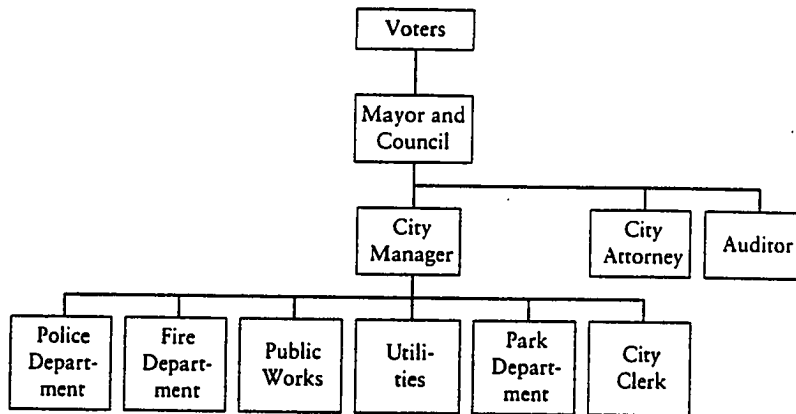 Voters
Mayor and
Council
City
Manager
City
Attorney
Auditor
Police
Depart-
ment
Fire
Depart-
ment
Public
Works
Utili-
ties
Park
Depart-
ment
City
Clerk